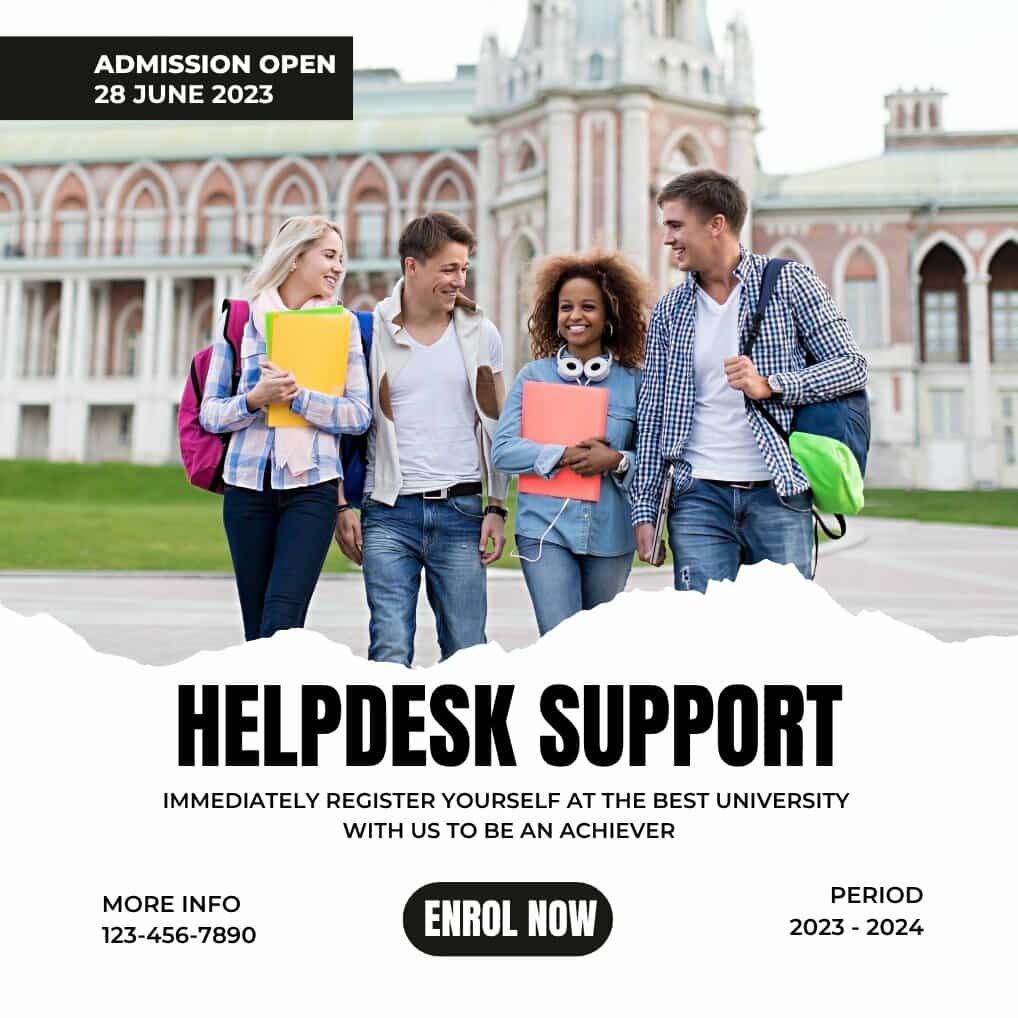 ADMISSION OPEN
28 JUNE 2023
HELPDESK SUPPORT
IMMEDIATELY REGISTER YOURSELF AT THE BEST UNIVERSITY
WITH US TO BE AN ACHIEVER
MORE INFO
123-456-7890
ENROL NOW
PERIOD
2023 - 2024